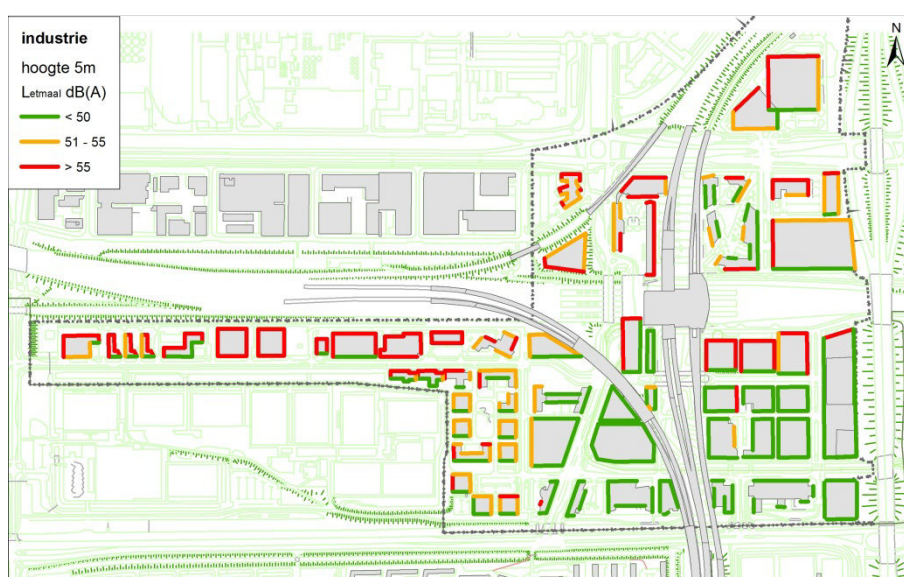 industrie
hoogte 5m
Letmaal dB(A)
< 50
51 - 55
> 55
N